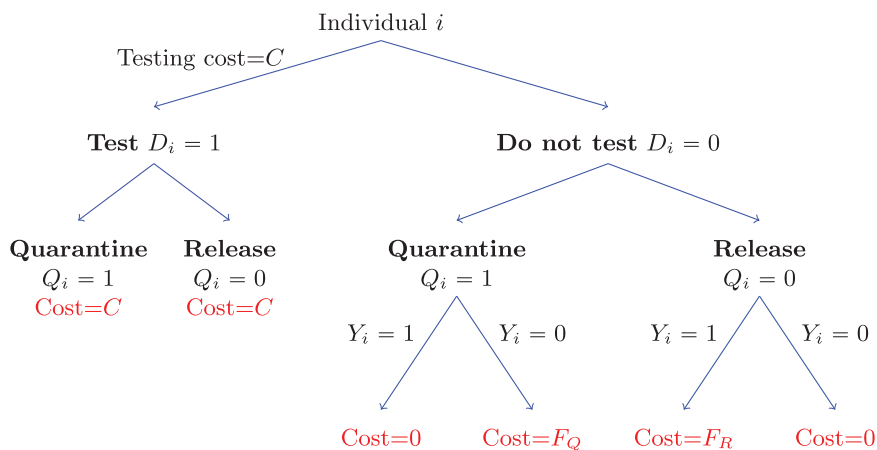 Individual i
Testing cost=C
Test D_i = 1
Do not test D_i = 0
Quarantine
Q_i = 1
Cost=C
Release
Q_i = 0
Cost=C
Quarantine
Q_i = 1
Release
Q_i = 0
Y_i = 1
Y_i = 0
Y_i = 1
Y_i = 0
Cost=0
Cost=F_Q
Cost=F_R
Cost=0